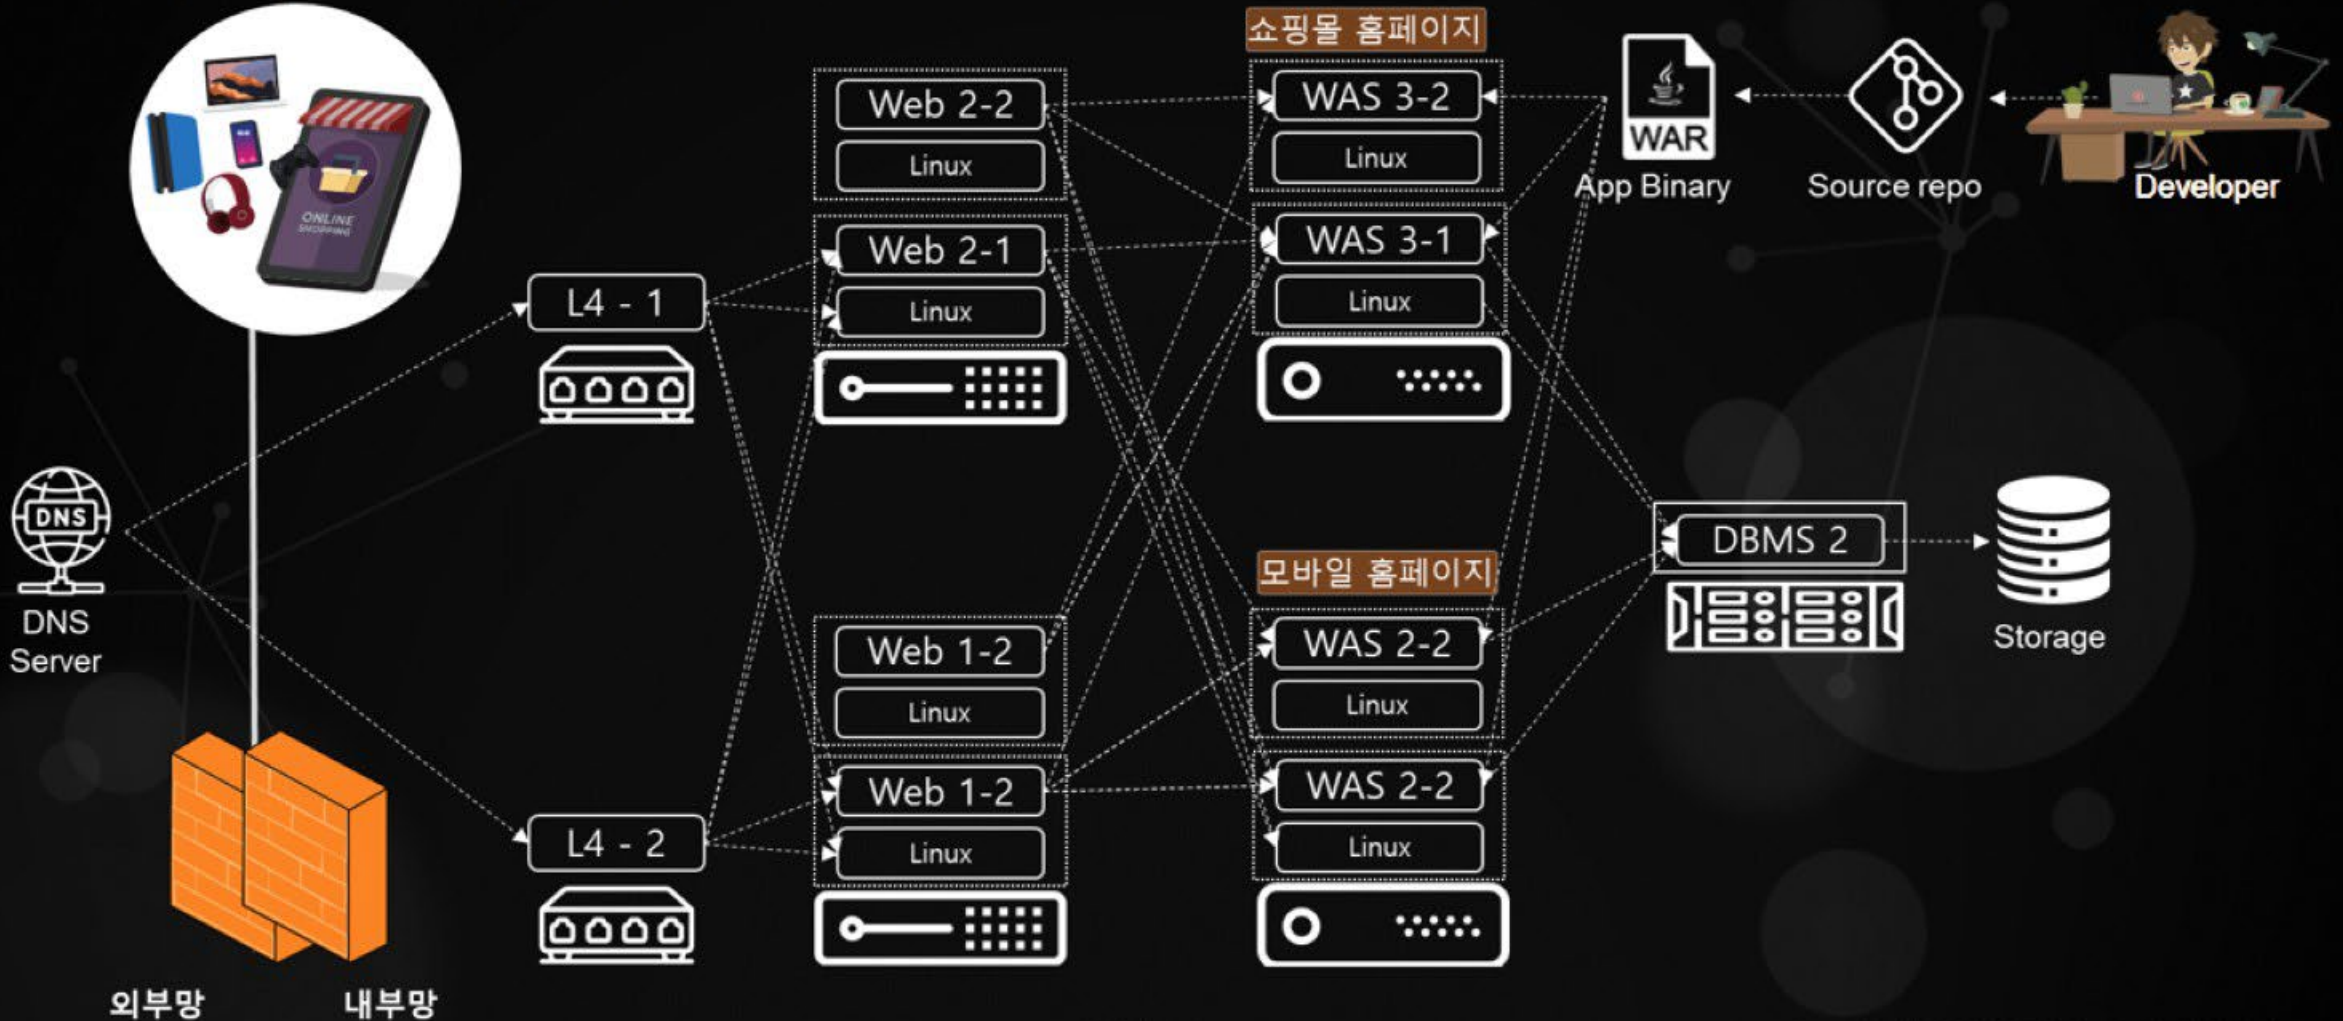 쇼핑몰 홈페이지
Web 2-2
Linux
WAS 3-2
Linux
WAR
App Binary
Source repo
Developer
ONLINE
SHOPPING
L4 - 1
Web 2-1
Linux
WAS 3-1
Linux
DNS
DNS
Server
DBMS 2
Storage
모바일 홈페이지
Web 1-2
Linux
WAS 2-2
Linux
L4 - 2
Web 1-2
Linux
WAS 2-2
Linux
외부망
내부망